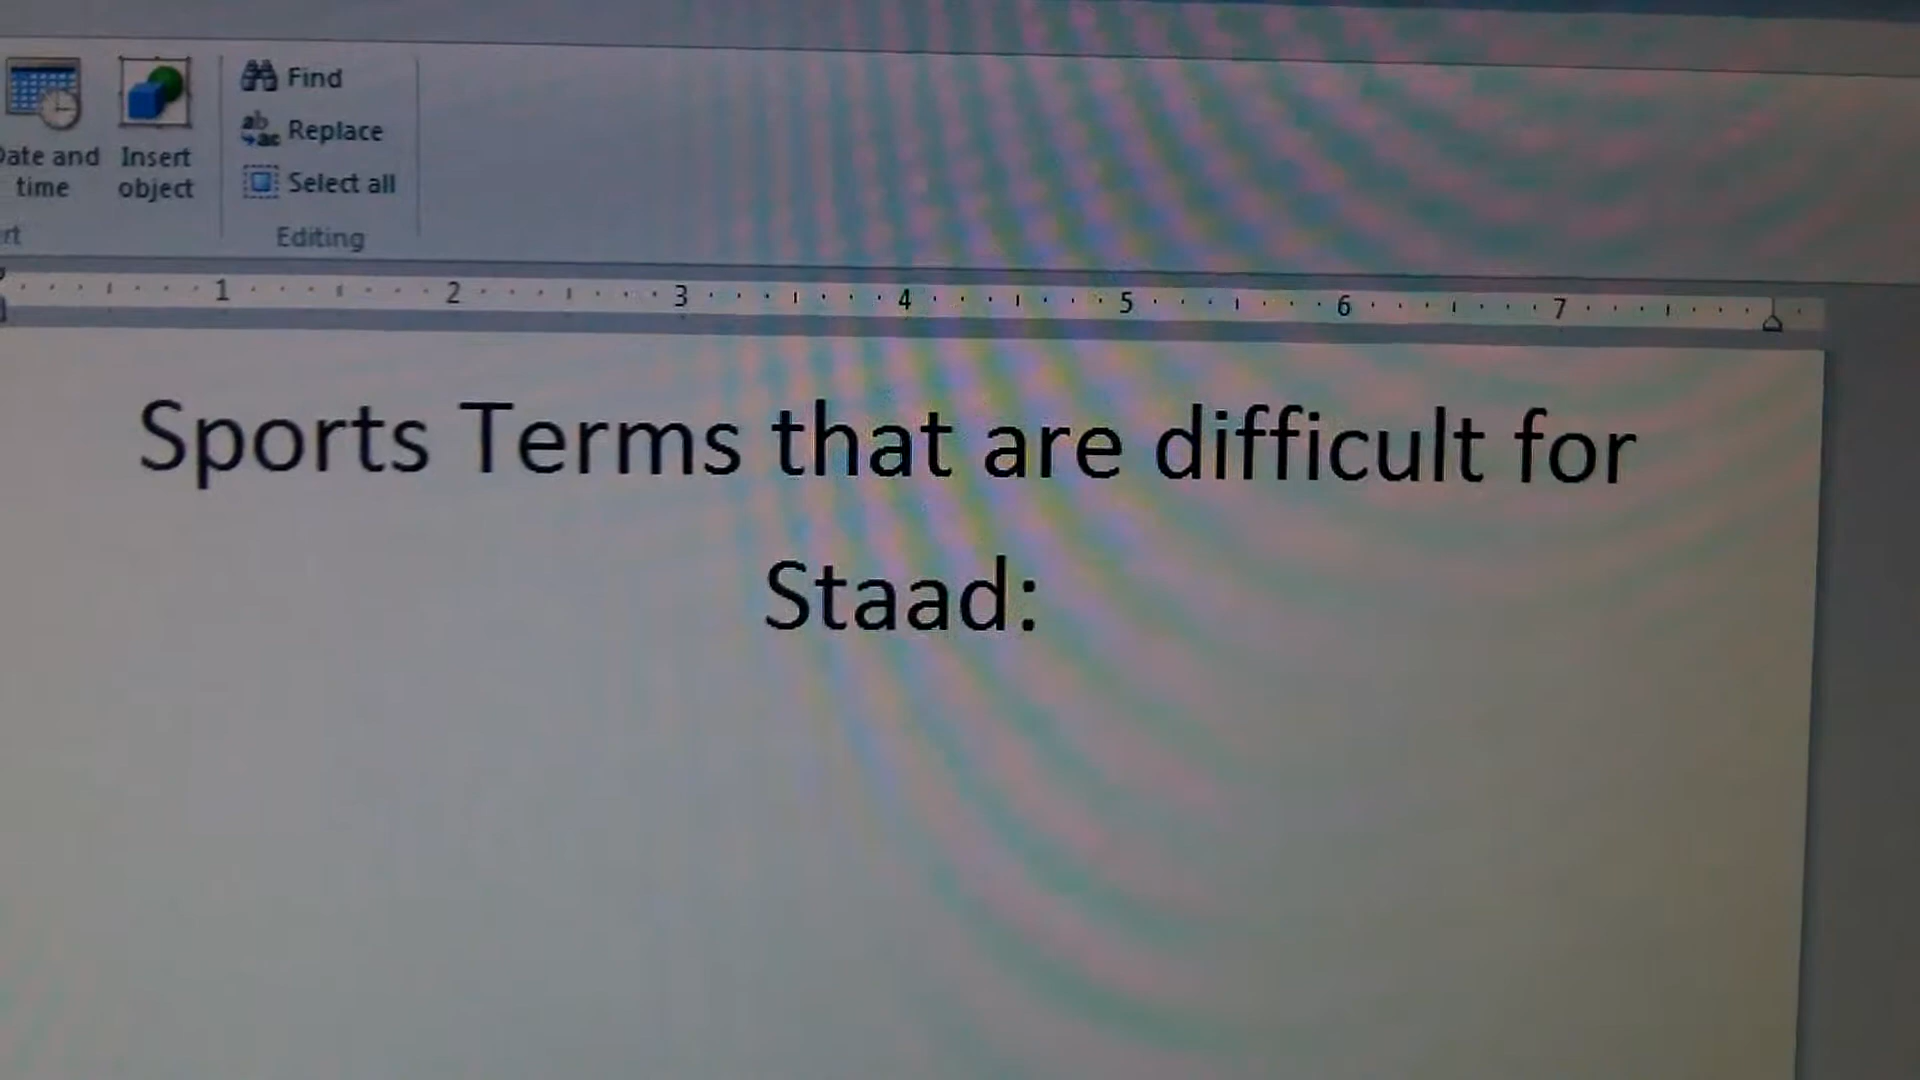 Find
Replace
Select all
Date and time
Insert object
Editing
1 2 3 4 5 6 7
Sports Terms that are difficult for
Staad: